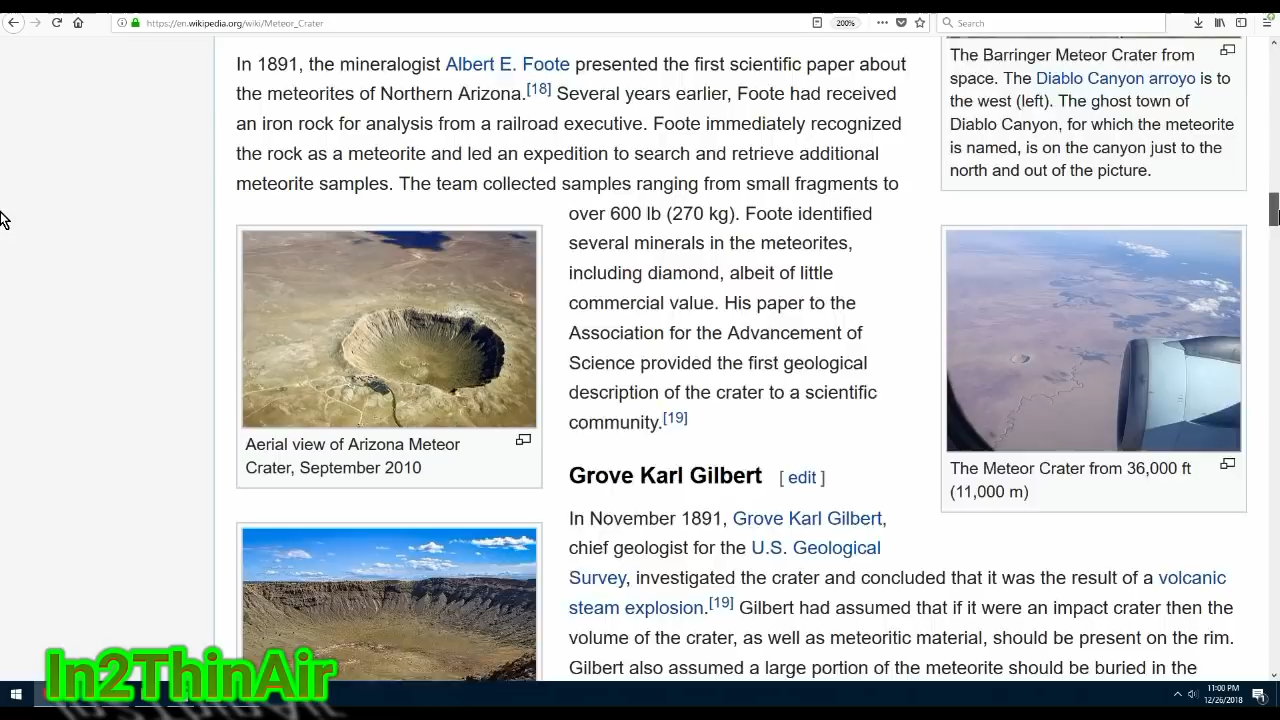 https://en.wikipedia.org/wiki/Meteor_Crater
200%
Search
In 1891, the mineralogist Albert E. Foote presented the first scientific paper about
the meteorites of Northern Arizona.[18] Several years earlier, Foote had received
an iron rock for analysis from a railroad executive. Foote immediately recognized
the rock as a meteorite and led an expedition to search and retrieve additional
meteorite samples. The team collected samples ranging from small fragments to
over 600 lb (270 kg). Foote identified
several minerals in the meteorites,
including diamond, albeit of little
commercial value. His paper to the
Association for the Advancement of
Science provided the first geological
description of the crater to a scientific
community.[19]
Aerial view of Arizona Meteor
Crater, September 2010
The Barringer Meteor Crater from
space. The Diablo Canyon arroyo is to
the west (left). The ghost town of
Diablo Canyon, for which the meteorite
is named, is on the canyon just to the
north and out of the picture.
The Meteor Crater from 36,000 ft
(11,000 m)
Grove Karl Gilbert [ edit ]
In November 1891, Grove Karl Gilbert,
chief geologist for the U.S. Geological
Survey, investigated the crater and concluded that it was the result of a volcanic
steam explosion.[19] Gilbert had assumed that if it were an impact crater then the
volume of the crater, as well as meteoritic material, should be present on the rim.
Gilbert also assumed a large portion of the meteorite should be buried in the
In2ThinAir
11:00 PM
12/26/2018